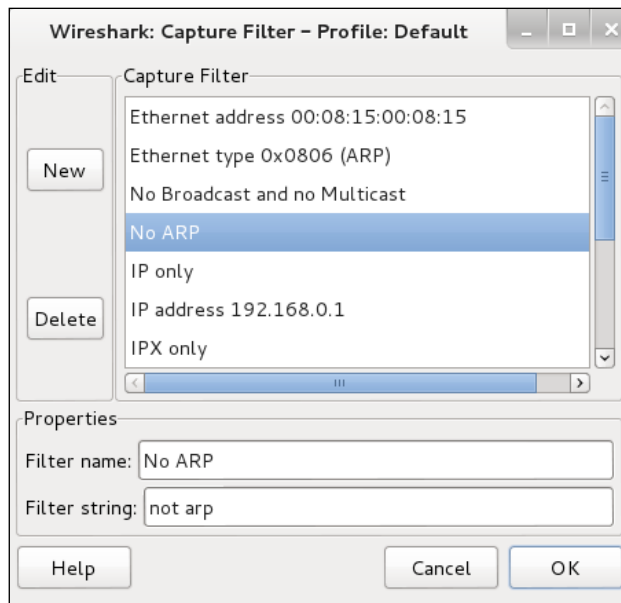 Wireshark: Capture Filter - Profile: Default
Edit
Capture Filter
New
Delete
Ethernet address 00:08:15:00:08:15
Ethernet type 0x0806 (ARP)
No Broadcast and no Multicast
No ARP
IP only
IP address 192.168.0.1
IPX only
Properties
Filter name: No ARP
Filter string: not arp
Help Cancel OK